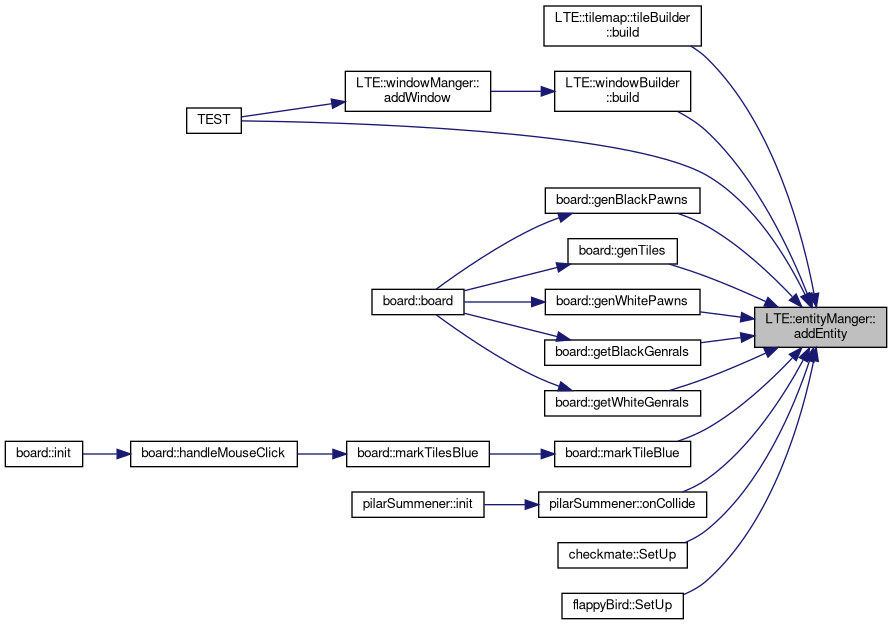 LTE::tilemap::tileBuilder
::build
LTE::windowManger::
addWindow
LTE::windowBuilder
::build
TEST
board::genBlackPawns
board::genTiles
board::board
board::genWhitePawns
LTE::entityManger::
addEntity
board::getBlackGenrals
board::getWhiteGenrals
board::init
board::handleMouseClick
board::markTilesBlue
board::markTileBlue
pilarSummener::init
pilarSummener::onCollide
checkmate::SetUp
flappyBird::SetUp